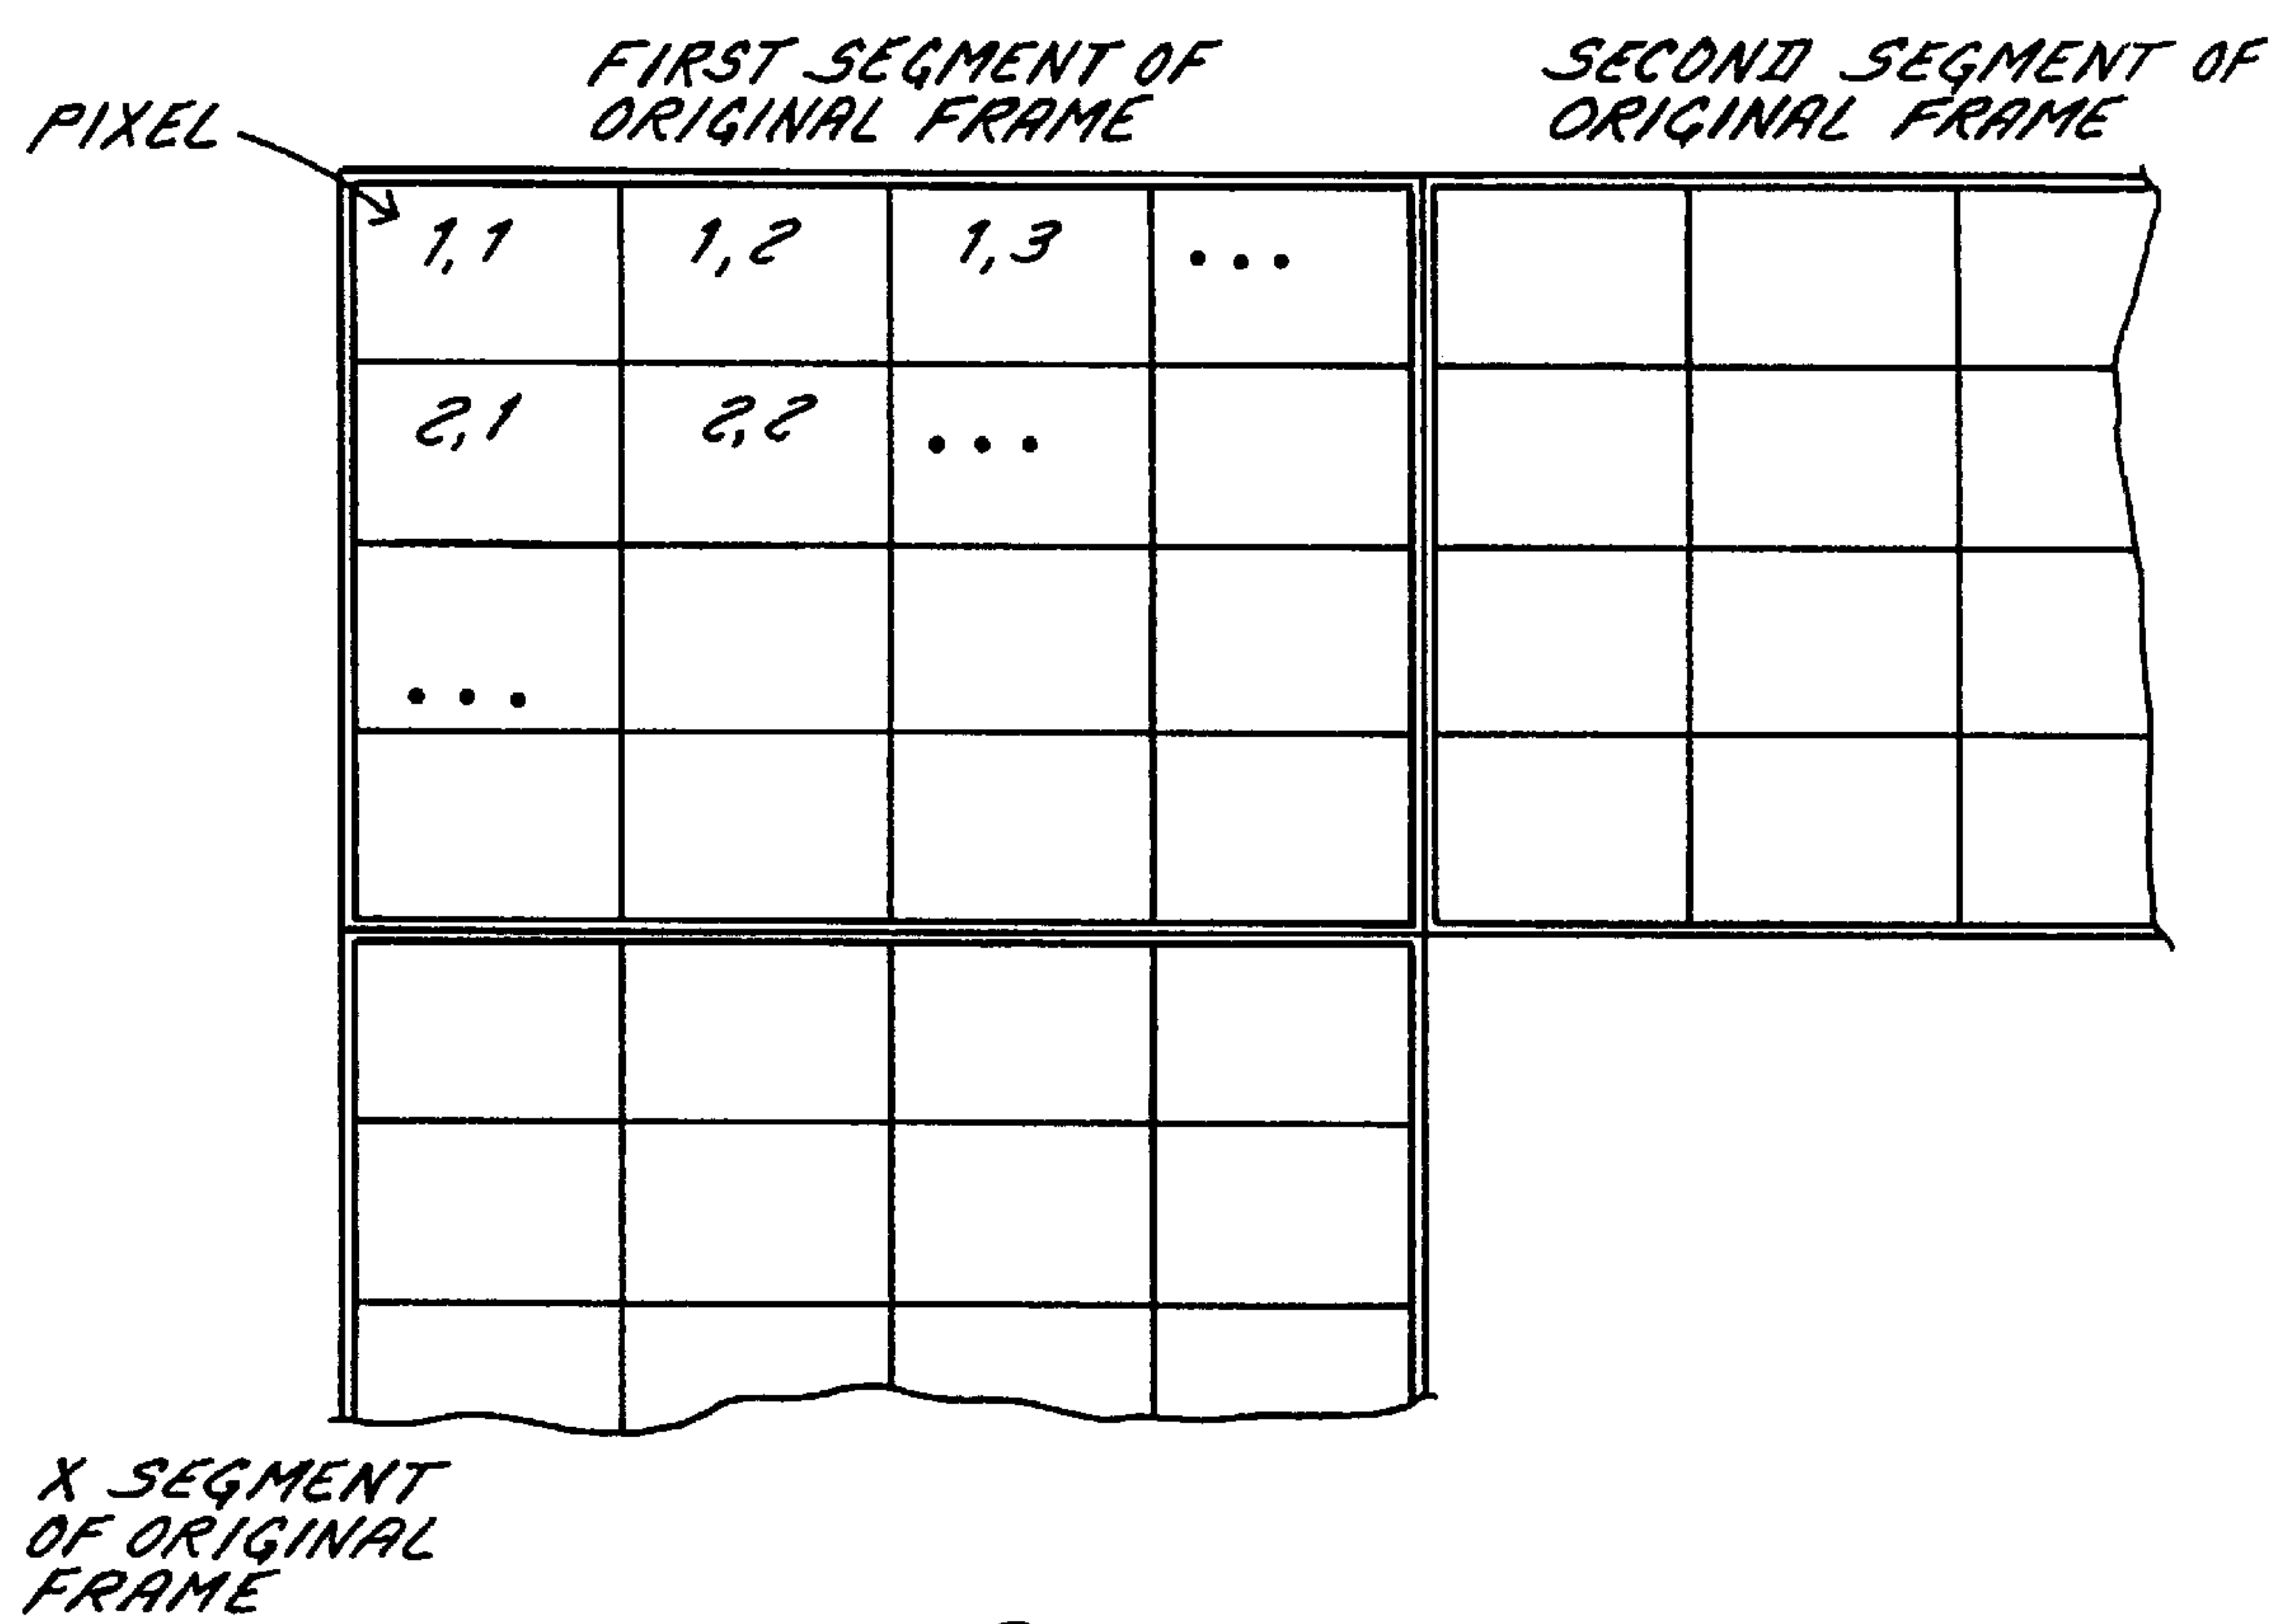 FIRST SEGMENT OF
ORIGINAL FRAME
SECOND SEGMENT OF
ORIGINAL FRAME
PIXEL
1,1 1,2 1,3 ...
2,1 2,2 ...
...
X SEGMENT
OF ORIGINAL
FRAME